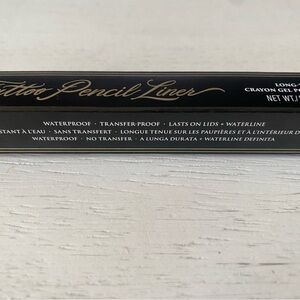 Tattoo Pencil Liner
LONG-
CRAYON GEL P
NET WT./
WATERPROOF • TRANSFER-PROOF • LASTS ON LIDS + WATERLINE
STANT À L'EAU • SANS TRANSFERT • LONGUE TENUE SUR LES PAUPIÈRES ET À L'INTÉRIEUR D
WATERPROOF • NO TRANSFER • A LUNGA DURATA • WATERLINE DEFINITA